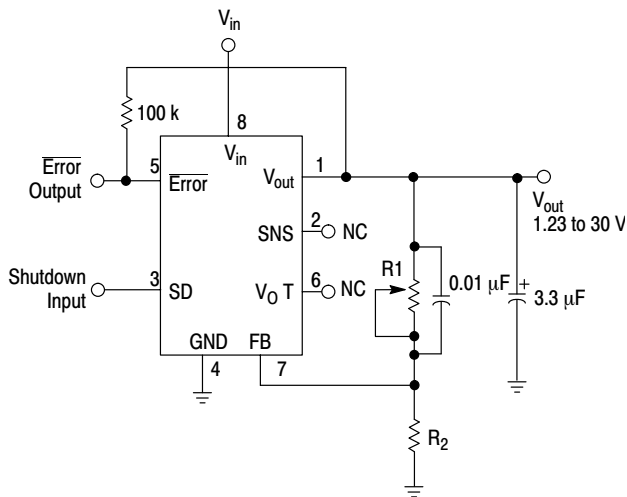 Vin
100 k
8
Vin
5
Error
Error
Output
Vout
1
Vout
1.23 to 30 V
SNS
2
NC
Shutdown
Input
3
SD
VO T
6
NC
R1
0.01 µF
+
3.3 µF
GND
4
FB
7
R2